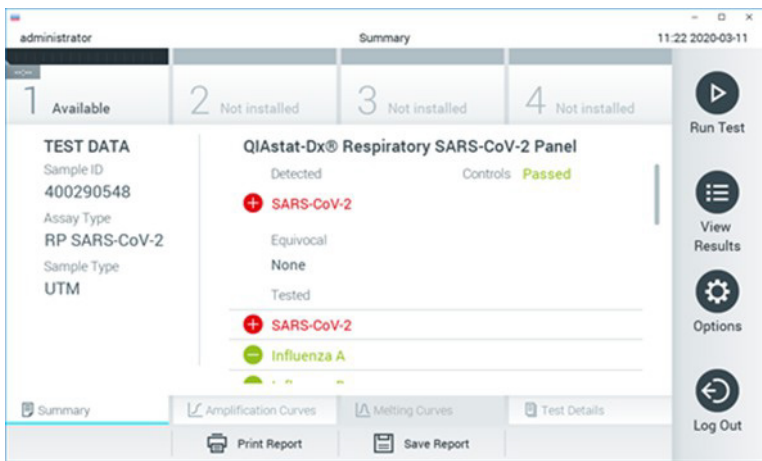 administrator
Summary
11:22 2020-03-11
1 Available
2 Not installed
3 Not installed
4 Not installed
Run Test
View
Results
Options
Log Out
TEST DATA
Sample ID
400290548
Assay Type
RP SARS-CoV-2
Sample Type
UTM
QIAstat-Dx® Respiratory SARS-CoV-2 Panel
Detected
Controls Passed
SARS-CoV-2
Equivocal
None
Tested
SARS-CoV-2
Influenza A
Summary
Amplification Curves
Melting Curves
Test Details
Print Report
Save Report